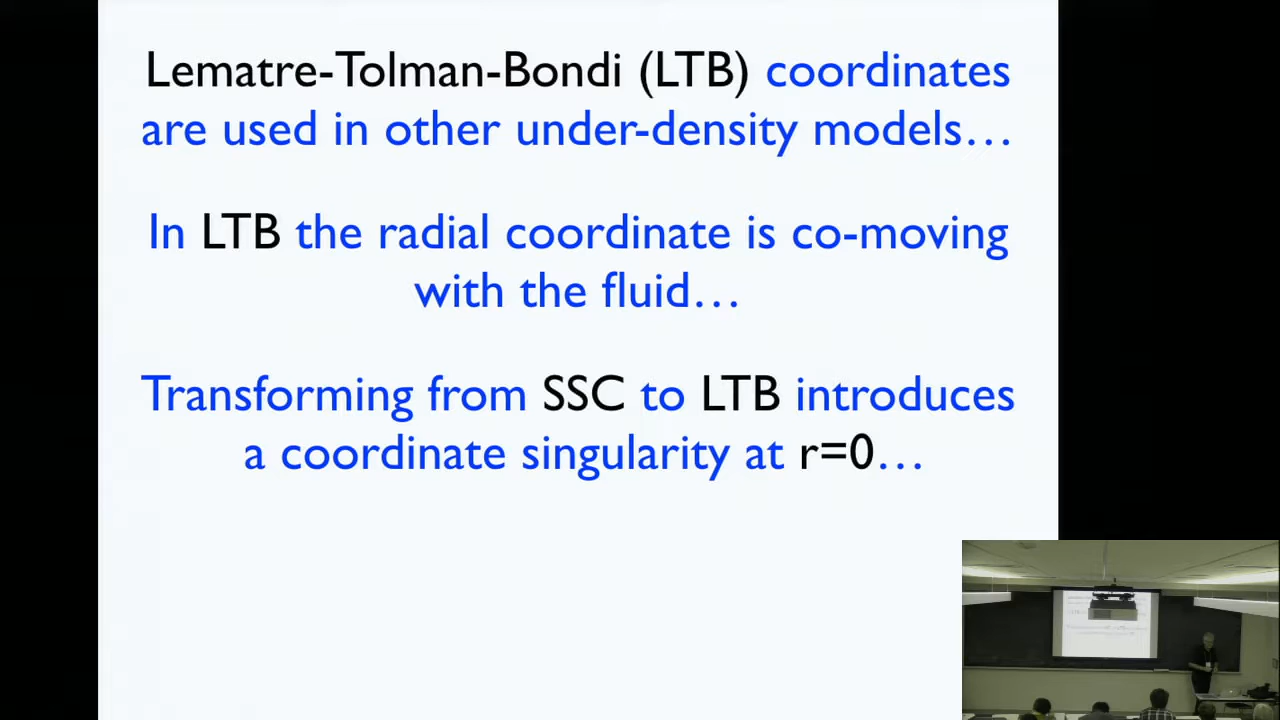 Lematre-Tolman-Bondi (LTB) coordinates
are used in other under-density models…
In LTB the radial coordinate is co-moving
with the fluid…
Transforming from SSC to LTB introduces
a coordinate singularity at r=0…